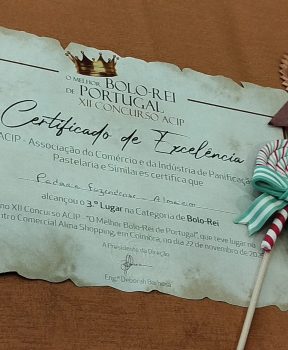 O MELHOR BOLO-REI
DE PORTUGAL
XII CONCURSO ACIP
Certificado de Excelência
ACIP - Associação do Comércio e da Indústria de Panificação,
Pastelaria e Similares certifica que
alcançou o 3.º Lugar na Categoria de Bolo-Rei
no XII Concurso ACIP - "O Melhor Bolo-Rei de Portugal", que teve lugar no
Centro Comercial Alma Shopping, em Coimbra, no dia 22 de novembro de
A Presidente da Direção
Eng.ª Deborah Barbosa